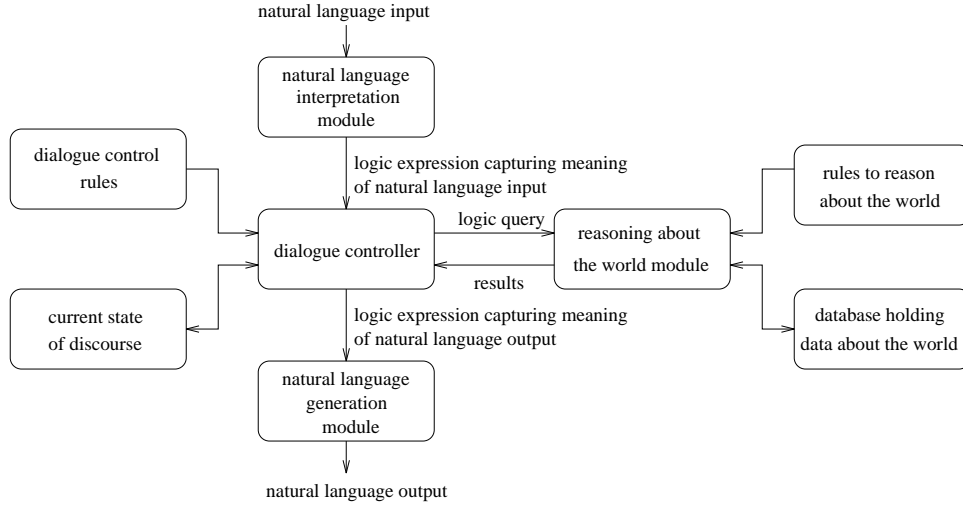 natural language input
natural language
interpretation
module
dialogue control
rules
logic expression capturing meaning
of natural language input
rules to reason
about the world
dialogue controller
logic query
results
reasoning about
the world module
current state
of discourse
logic expression capturing meaning
of natural language output
database holding
data about the world
natural language
generation
module
natural language output